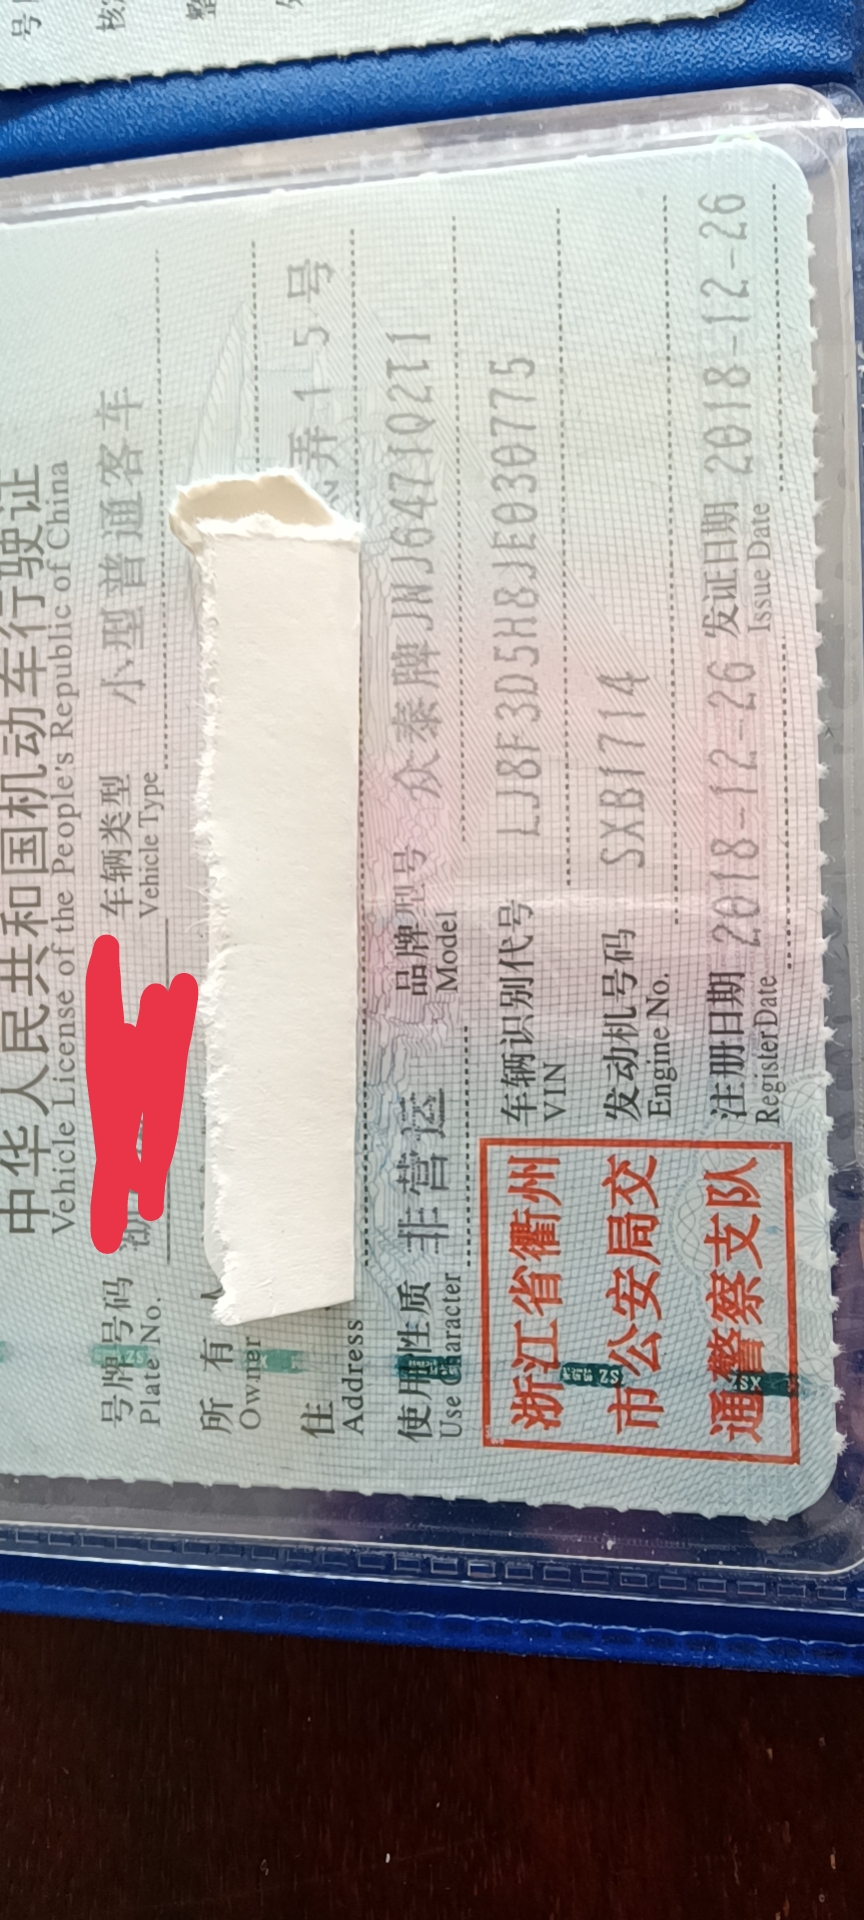 中华人民共和国机动车行驶证
Vehicle License of the People's Republic of China
号牌号码
Plate No.
车辆类型 小型普通客车
Vehicle Type
所有人
Owner
住 弄1-5号
Address
使用性质 非营运
Use Character
品牌型号 众泰牌JNJ6471Q2T1
Model
车辆识别代号 LJ8F3D5H8JE030775
VIN
发动机号码 SXB1714
Engine No.
注册日期 2018-12-26
Register Date
发证日期 2018-12-26
Issue Date
浙江省衢州
市公安局交
通警察支队